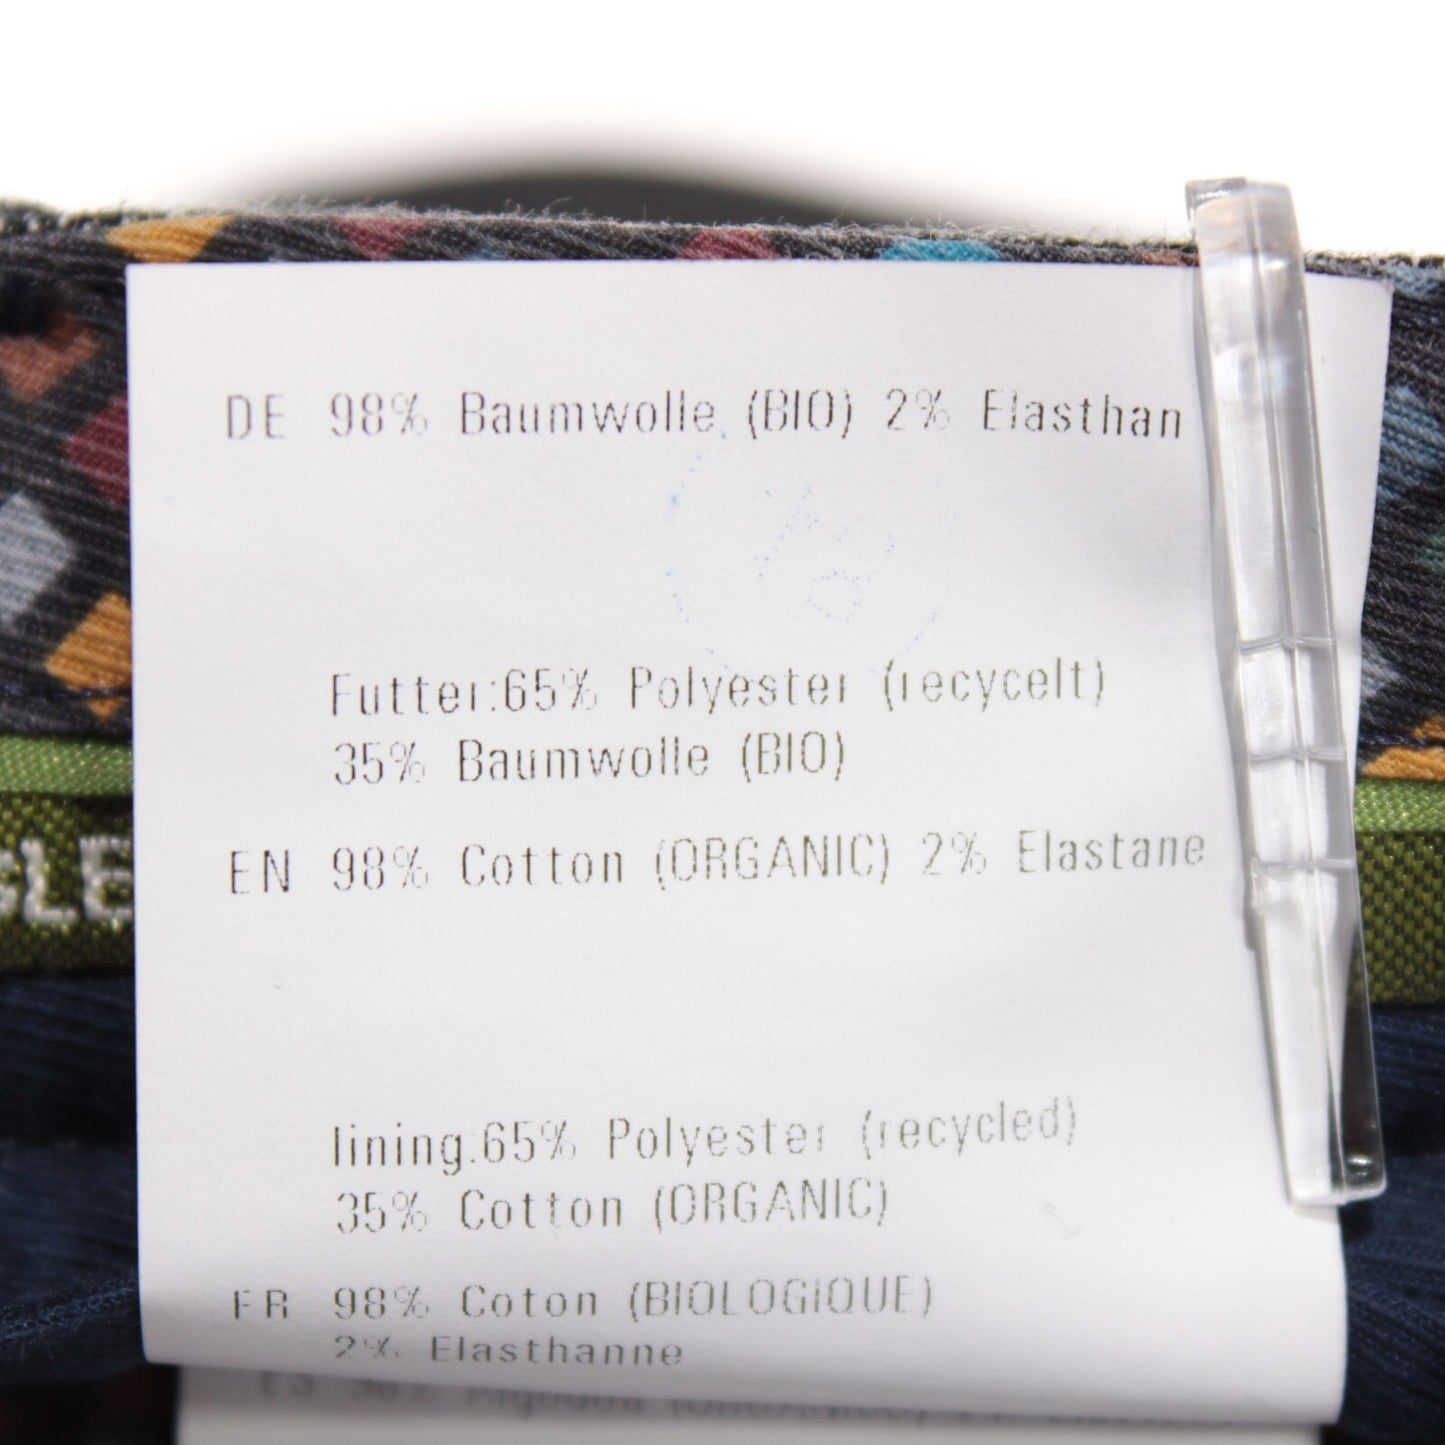 DE 98% Baumwolle (BIO) 2% Elasthan
Futter:65% Polyester (recycelt)
35% Baumwolle (BIO)
EN 98% Cotton (ORGANIC) 2% Elastane
lining:65% Polyester (recycled)
35% Cotton (ORGANIC)
FR 98% Coton (BIOLOGIQUE)
2% Elasthanne